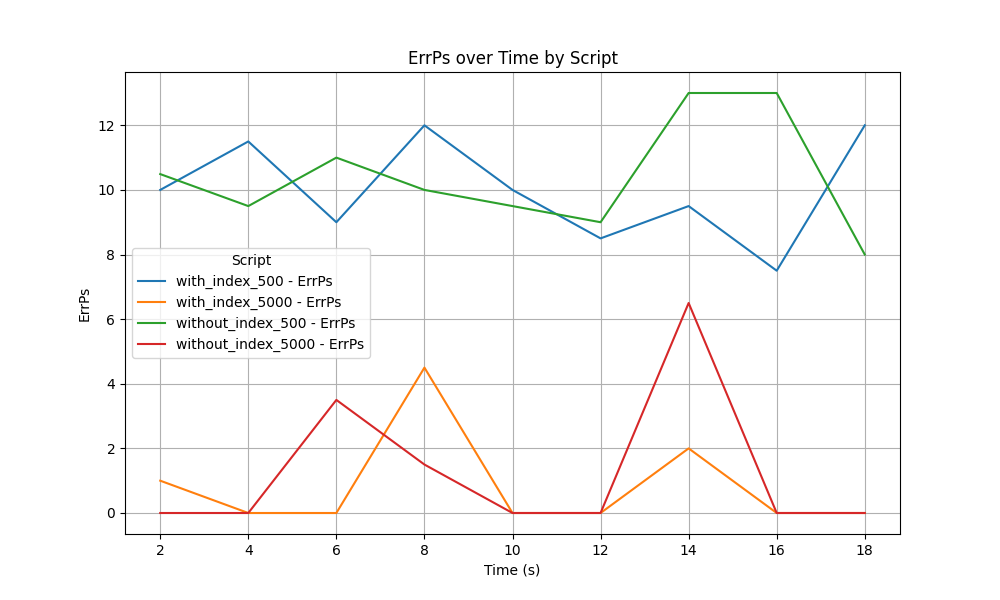 ErrPs over Time by Script
ErrPs
12
10
8
6
4
2
0
Script
with_index_500 - ErrPs
with_index_5000 - ErrPs
without_index_500 - ErrPs
without_index_5000 - ErrPs
2 4 6 8 10 12 14 16 18
Time (s)